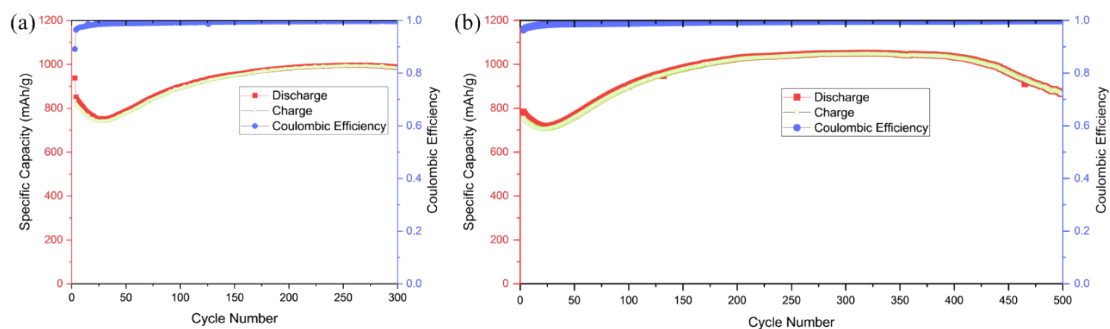 (a)
1200
1000
800
600
400
200
0
Specific Capacity (mAh/g)
0 50 100 150 200 250 300
Cycle Number
1.0
0.8
0.6
0.4
0.2
0.0
Coulombic Efficiency
Discharge
Charge
Coulombic Efficiency
(b)
1200
1000
800
600
400
200
0
Specific Capacity (mAh/g)
0 50 100 150 200 250 300 350 400 450 500
Cycle Number
1.0
0.8
0.6
0.4
0.2
0.0
Coulombic Efficiency
Discharge
Charge
Coulombic Efficiency